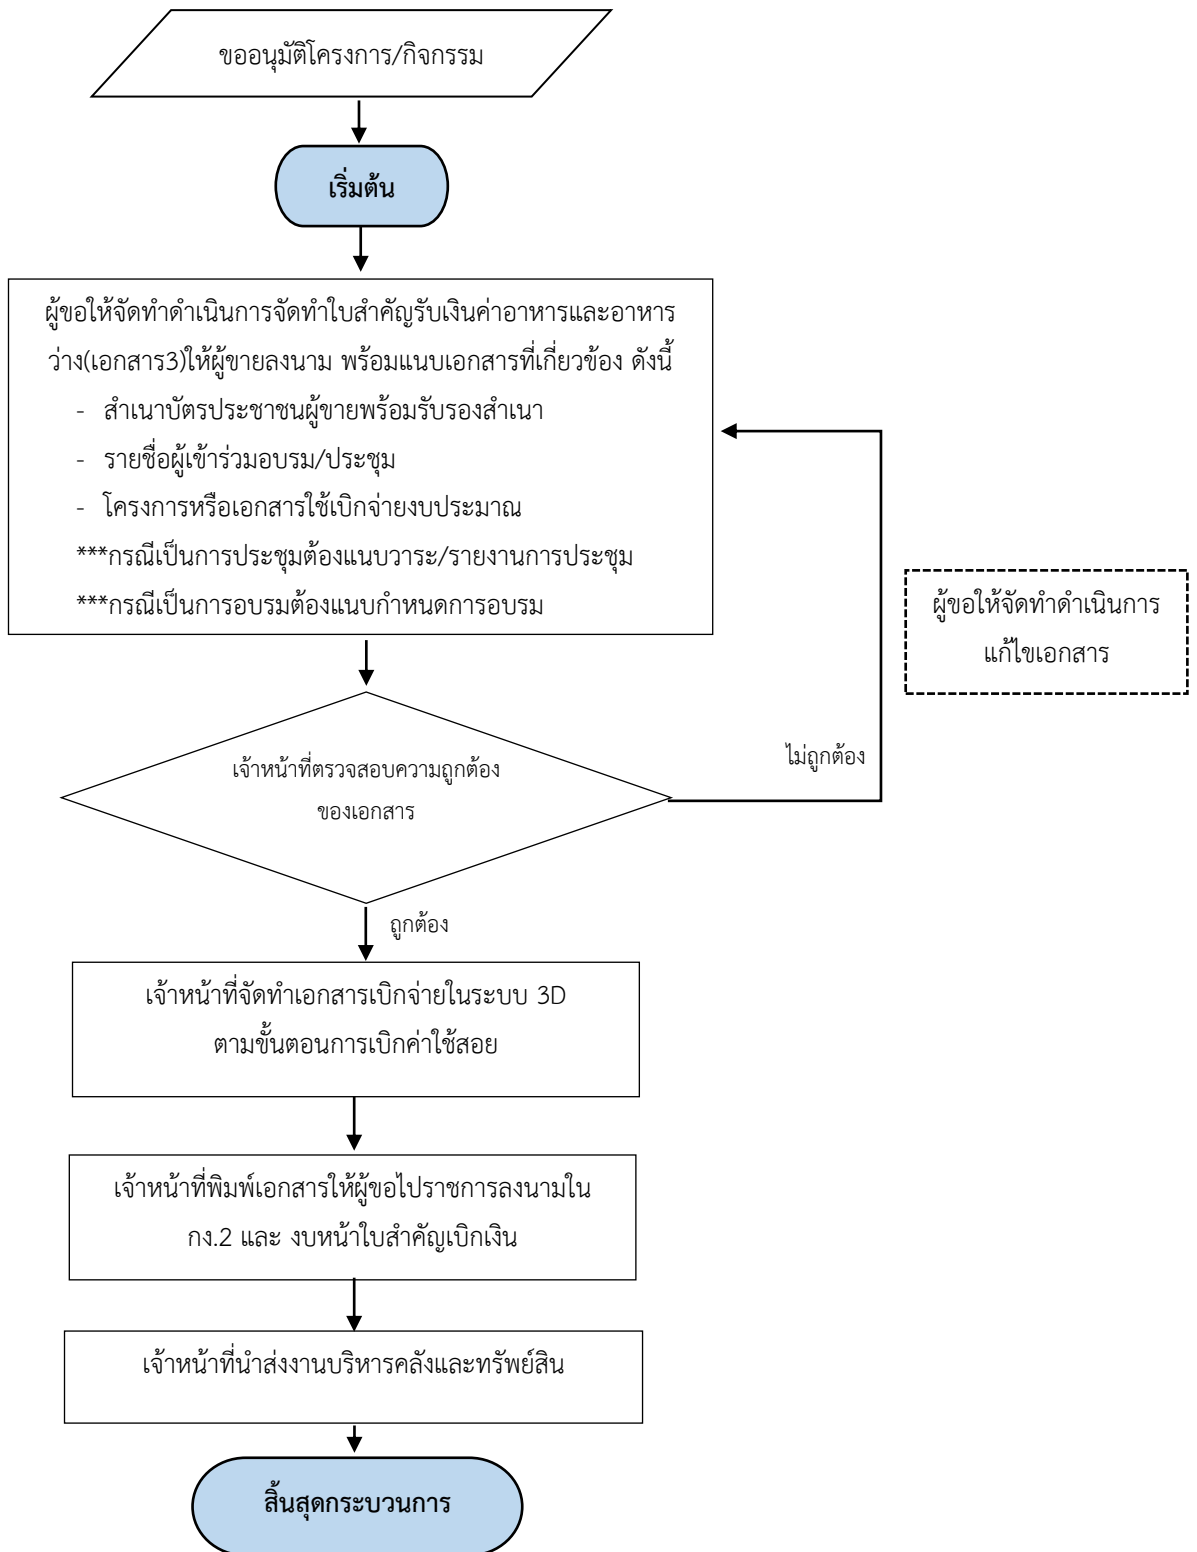 ขออนุมัติโครงการ/กิจกรรม
เริ่มต้น
ผู้ขอให้จัดทำดำเนินการจัดทำใบสำคัญรับเงินค่าอาหารและอาหาร
ว่าง(เอกสาร3)ให้ผู้ขายลงนาม พร้อมแนบเอกสารที่เกี่ยวข้อง ดังนี้
- สำเนาบัตรประชาชนผู้ขายพร้อมรับรองสำเนา
- รายชื่อผู้เข้าร่วมอบรม/ประชุม
- โครงการหรือเอกสารใช้เบิกจ่ายงบประมาณ
***กรณีเป็นการประชุมต้องแนบวาระ/รายงานการประชุม
***กรณีเป็นการอบรมต้องแนบกำหนดการอบรม
ผู้ขอให้จัดทำดำเนินการ
แก้ไขเอกสาร
ไม่ถูกต้อง
เจ้าหน้าที่ตรวจสอบความถูกต้อง
ของเอกสาร
ถูกต้อง
เจ้าหน้าที่จัดทำเอกสารเบิกจ่ายในระบบ 3D
ตามขั้นตอนการเบิกค่าใช้สอย
เจ้าหน้าที่พิมพ์เอกสารให้ผู้ขอไปราชการลงนามใน
กง.2 และ งบหน้าใบสำคัญเบิกเงิน
เจ้าหน้าที่นำส่งงานบริหารคลังและทรัพย์สิน
สิ้นสุดกระบวนการ